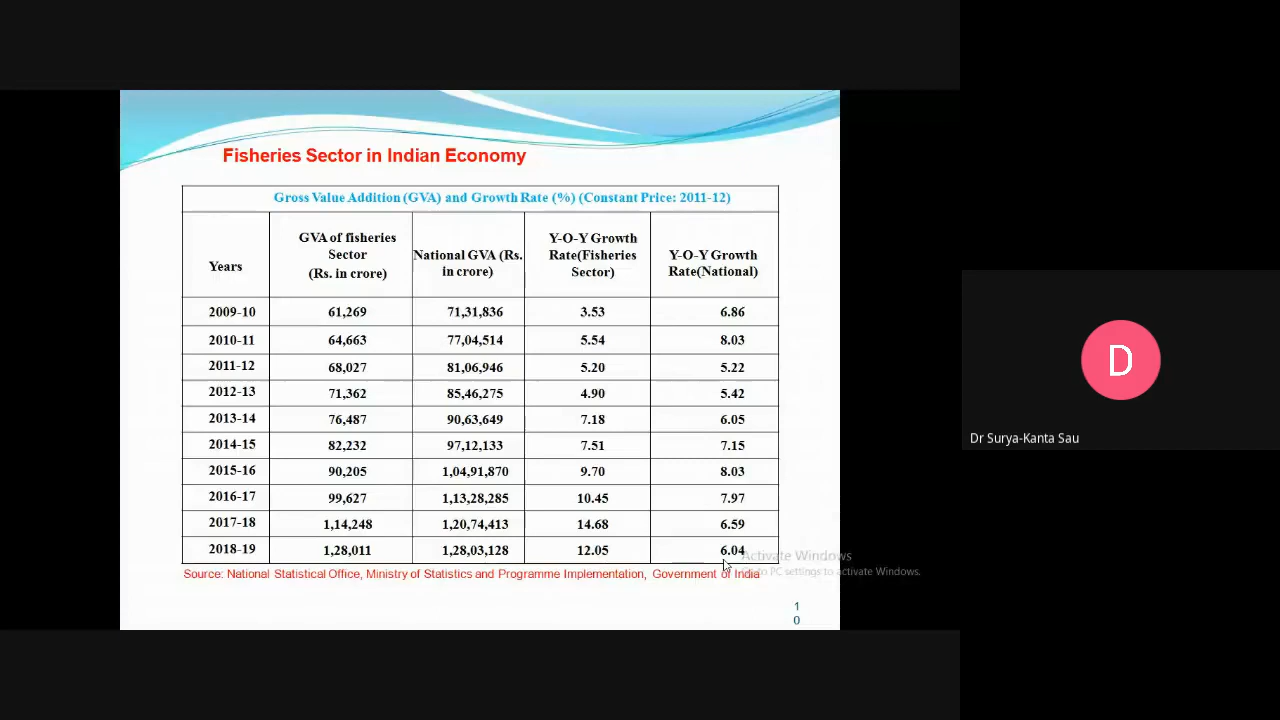 Fisheries Sector in Indian Economy
Gross Value Addition (GVA) and Growth Rate (%) (Constant Price: 2011-12)
Years
GVA of fisheries
Sector
(Rs. in crore)
National GVA (Rs.
in crore)
Y-O-Y Growth
Rate(Fisheries
Sector)
Y-O-Y Growth
Rate(National)
2009-10 61,269 71,31,836 3.53 6.86
2010-11 64,663 77,04,514 5.54 8.03
2011-12 68,027 81,06,946 5.20 5.22
2012-13 71,362 85,46,275 4.90 5.42
2013-14 76,487 90,63,649 7.18 6.05
2014-15 82,232 97,12,133 7.51 7.15
2015-16 90,205 1,04,91,870 9.70 8.03
2016-17 99,627 1,13,28,285 10.45 7.97
2017-18 1,14,248 1,20,74,413 14.68 6.59
2018-19 1,28,011 1,28,03,128 12.05 6.04
Source: National Statistical Office, Ministry of Statistics and Programme Implementation, Government of India
Activate Windows
Go to PC settings to activate Windows.
1
0
D
Dr Surya-Kanta Sau